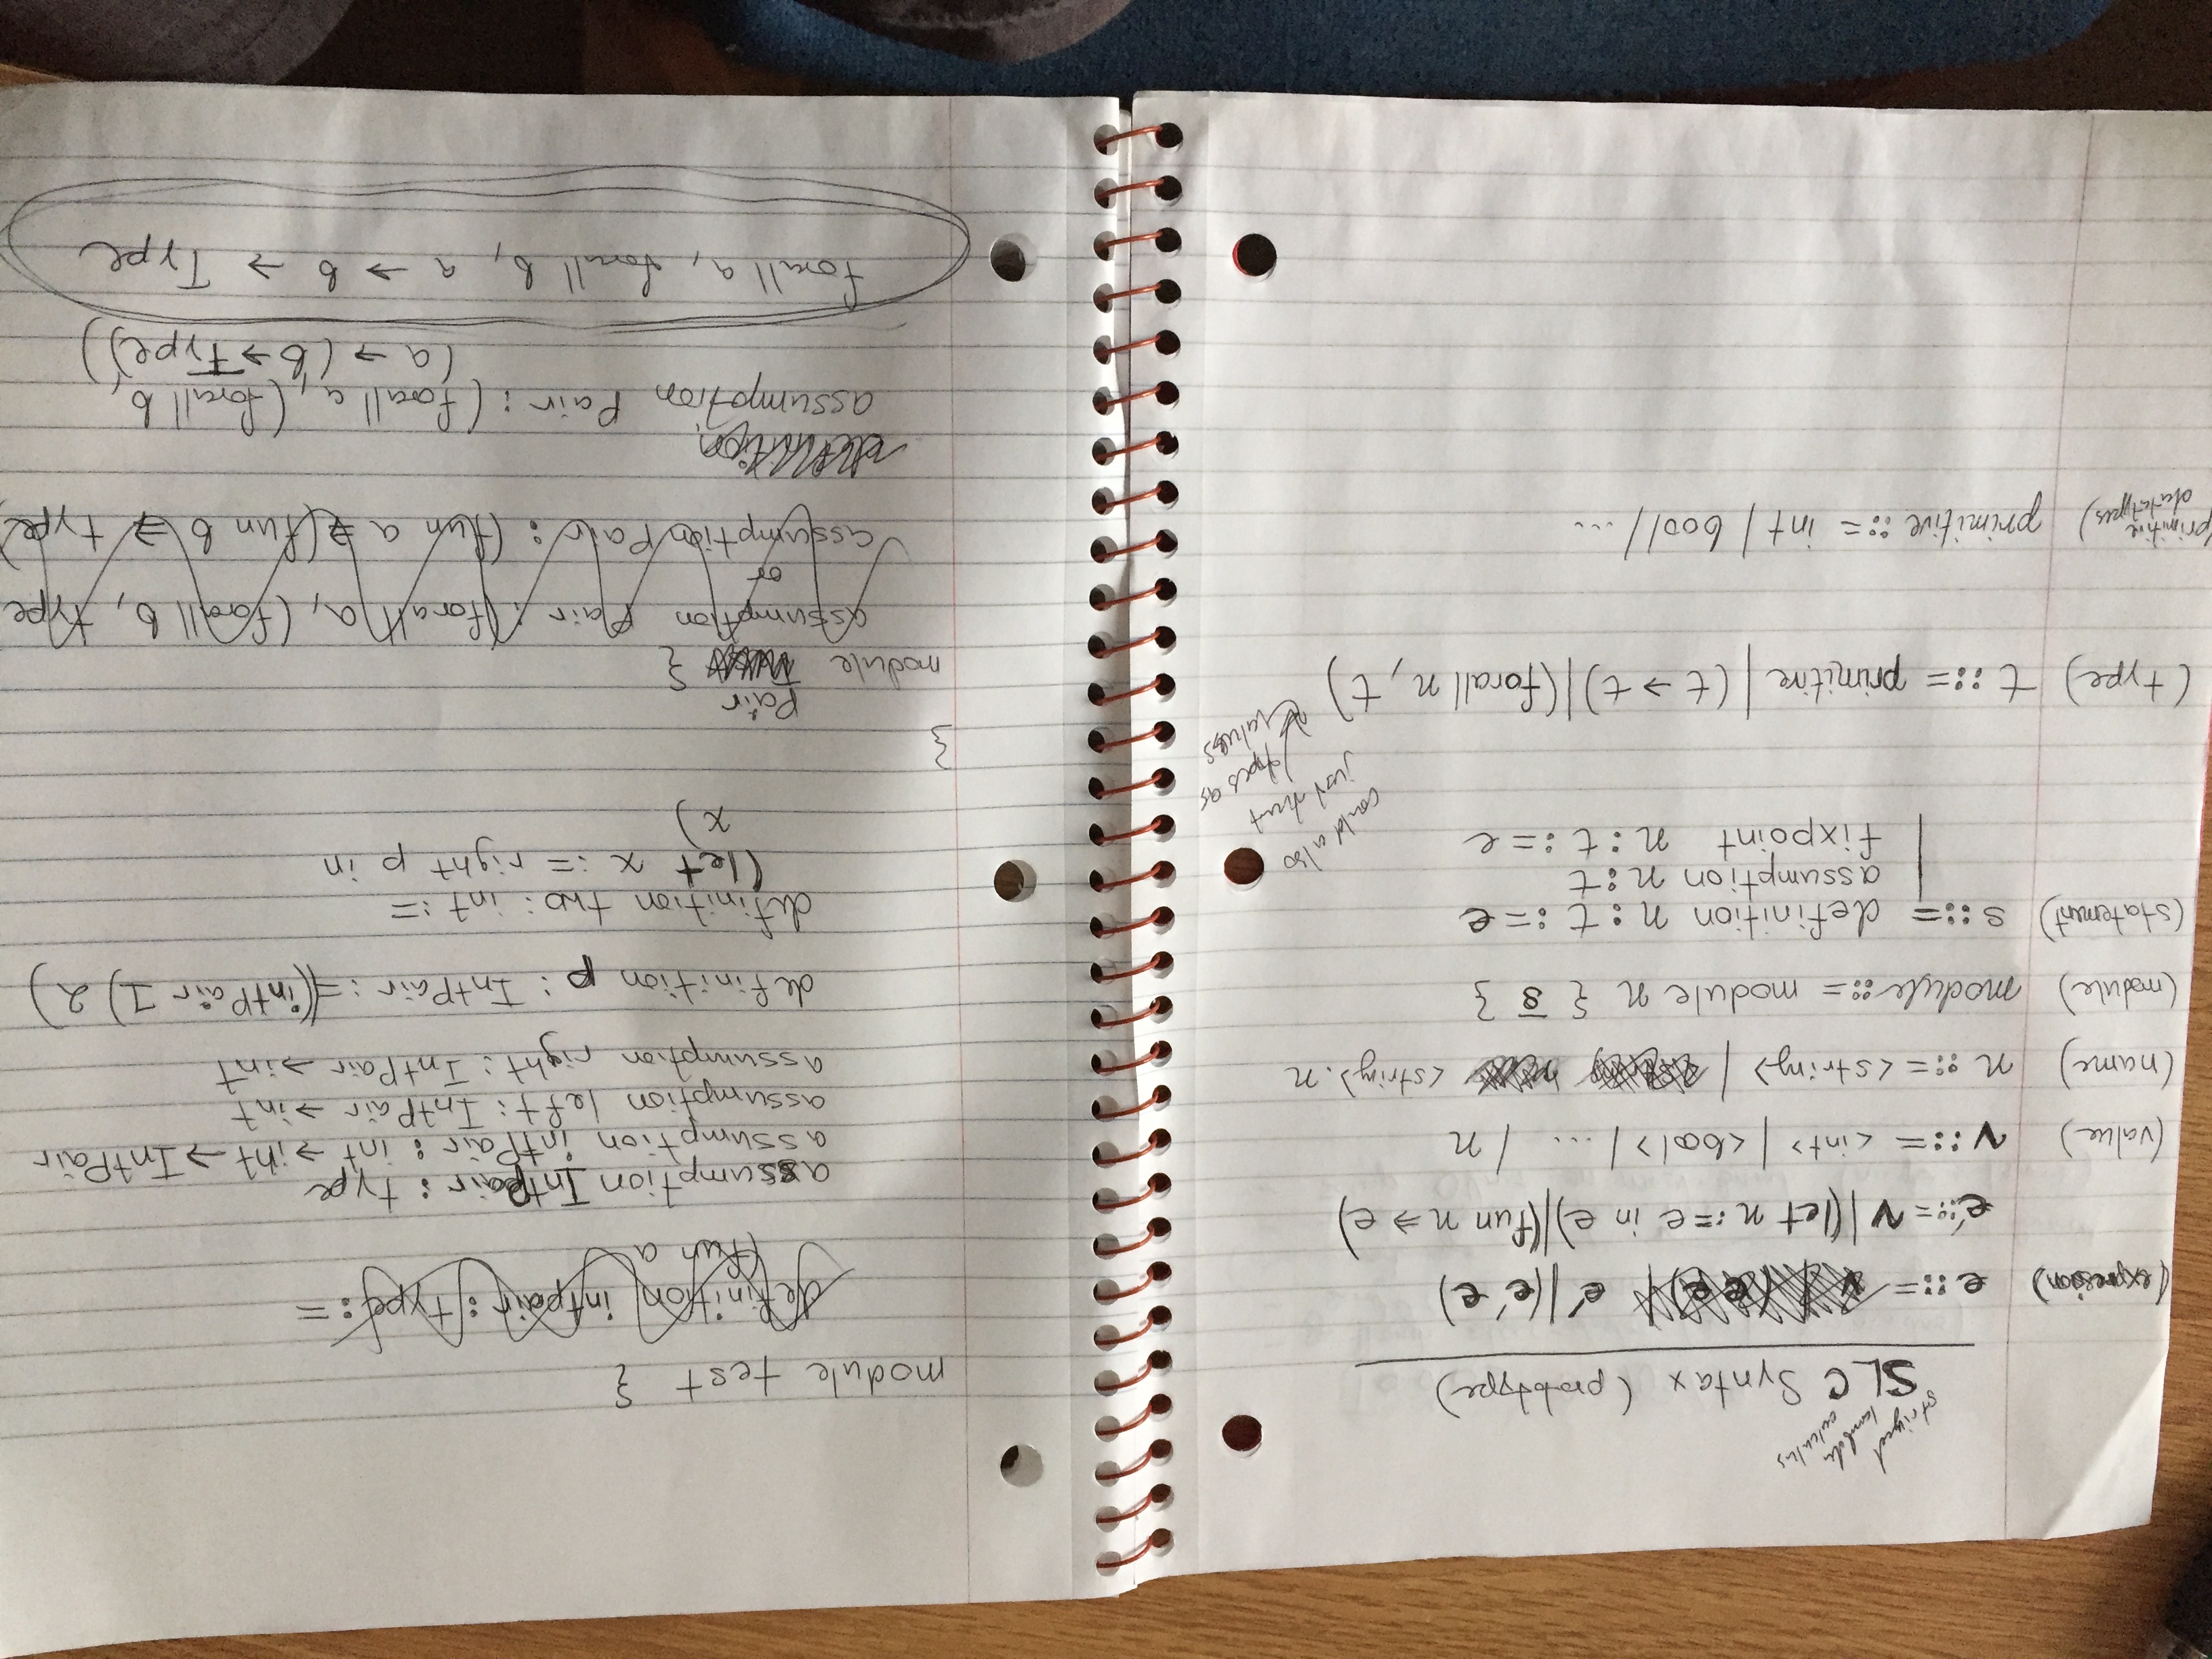 lambda
calculus
SLC Syntax (prototype)
(expression) e ::= e′ | (e′ e)
e′ ::= v | (let n := e in e) | (fun n ⇒ e)
(value) v ::= <int> | <bool> | ... | n
(name) n ::= <string> | <string>.n
(module) module ::= module n { s̅ }
(statement) s ::= definition n : t := e
| assumption n : t
fixpoint n : t := e
could also
just
types as
values
(type) t ::= primitive | (t → t) | (forall n, t)
(primitive
datatypes) primitive ::= int | bool | ...
module test {
definition intpair : type :=
(fun a
assumption IntPair : type
assumption intPair : int → int → IntPair
assumption left : IntPair → int
assumption right : IntPair → int
definition p : IntPair := ((intPair 1) 2)
definition two : int :=
(let x := right p in
x)
}
Pair
module {
assumption Pair : (forall a, (forall b, type
or
assumption Pair : (fun a ⇒ (fun b ⇒ type)
definition
assumption Pair : (forall a, (forall b,
(a → (b → Type))
forall a, forall b, a → b → Type